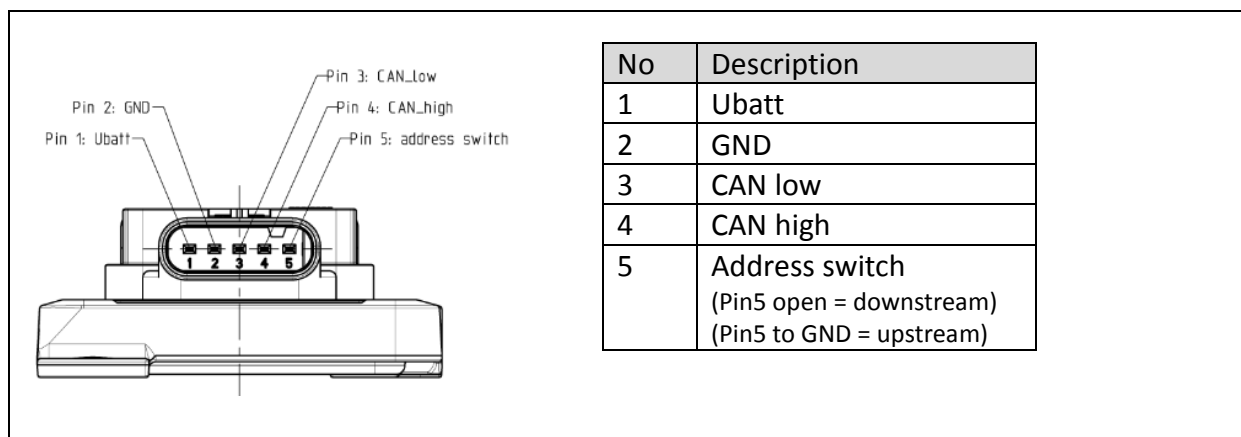 Pin 3: CAN_low
Pin 2: GND
Pin 4: CAN_high
Pin 1: Ubatt
Pin 5: address switch
1 2 3 4 5
No Description
1 Ubatt
2 GND
3 CAN low
4 CAN high
5 Address switch
(Pin5 open = downstream)
(Pin5 to GND = upstream)